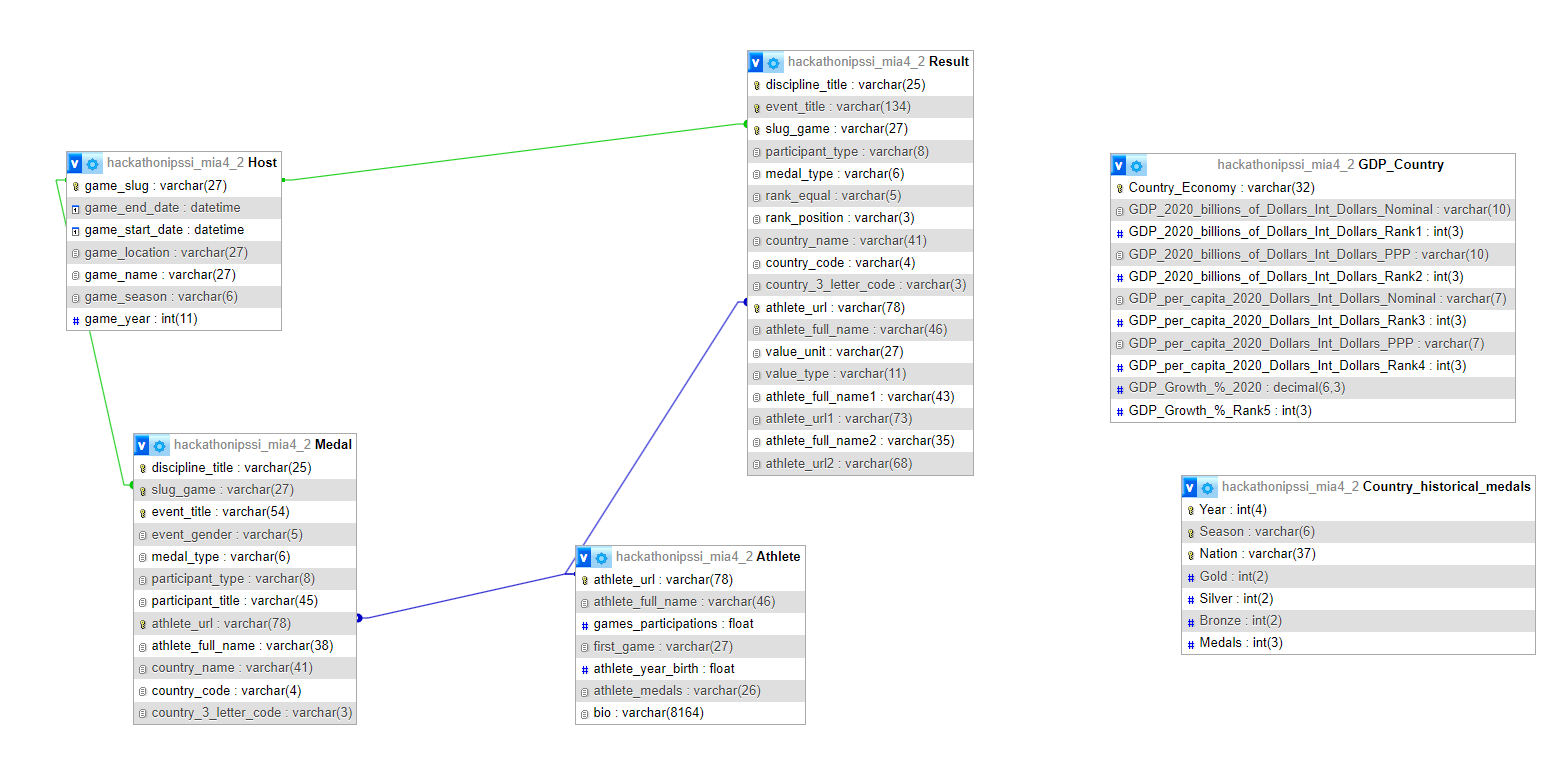 hackathonipssi_mia4_2 Host
game_slug : varchar(27)
game_end_date : datetime
game_start_date : datetime
game_location : varchar(27)
game_name : varchar(27)
game_season : varchar(6)
game_year : int(11)
hackathonipssi_mia4_2 Medal
discipline_title : varchar(25)
slug_game : varchar(27)
event_title : varchar(54)
event_gender : varchar(5)
medal_type : varchar(6)
participant_type : varchar(8)
participant_title : varchar(45)
athlete_url : varchar(78)
athlete_full_name : varchar(38)
country_name : varchar(41)
country_code : varchar(4)
country_3_letter_code : varchar(3)
hackathonipssi_mia4_2 Result
discipline_title : varchar(25)
event_title : varchar(134)
slug_game : varchar(27)
participant_type : varchar(8)
medal_type : varchar(6)
rank_equal : varchar(5)
rank_position : varchar(3)
country_name : varchar(41)
country_code : varchar(4)
country_3_letter_code : varchar(3)
athlete_url : varchar(78)
athlete_full_name : varchar(46)
value_unit : varchar(27)
value_type : varchar(11)
athlete_full_name1 : varchar(43)
athlete_url1 : varchar(73)
athlete_full_name2 : varchar(35)
athlete_url2 : varchar(68)
hackathonipssi_mia4_2 Athlete
athlete_url : varchar(78)
athlete_full_name : varchar(46)
games_participations : float
first_game : varchar(27)
athlete_year_birth : float
athlete_medals : varchar(26)
bio : varchar(8164)
hackathonipssi_mia4_2 GDP_Country
Country_Economy : varchar(32)
GDP_2020_billions_of_Dollars_Int_Dollars_Nominal : varchar(10)
GDP_2020_billions_of_Dollars_Int_Dollars_Rank1 : int(3)
GDP_2020_billions_of_Dollars_Int_Dollars_PPP : varchar(10)
GDP_2020_billions_of_Dollars_Int_Dollars_Rank2 : int(3)
GDP_per_capita_2020_Dollars_Int_Dollars_Nominal : varchar(7)
GDP_per_capita_2020_Dollars_Int_Dollars_Rank3 : int(3)
GDP_per_capita_2020_Dollars_Int_Dollars_PPP : varchar(7)
GDP_per_capita_2020_Dollars_Int_Dollars_Rank4 : int(3)
GDP_Growth_%_2020 : decimal(6,3)
GDP_Growth_%_Rank5 : int(3)
hackathonipssi_mia4_2 Country_historical_medals
Year : int(4)
Season : varchar(6)
Nation : varchar(37)
Gold : int(2)
Silver : int(2)
Bronze : int(2)
Medals : int(3)